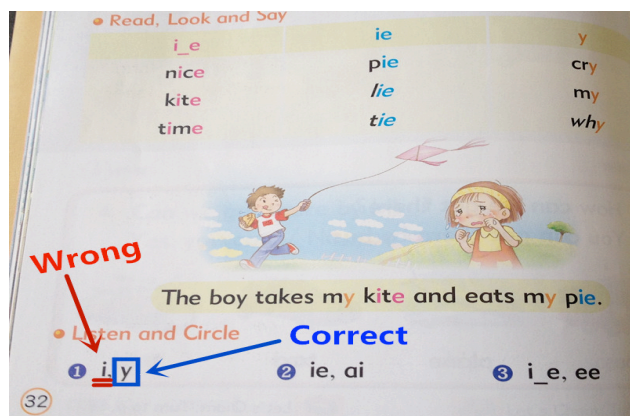 Read, Look and Say
i_e ie y
nice pie cry
kite lie my
time tie why
The boy takes my kite and eats my pie.
Wrong
Listen and Circle
Correct
1 i, y 2 ie, ai 3 i_e, ee
32